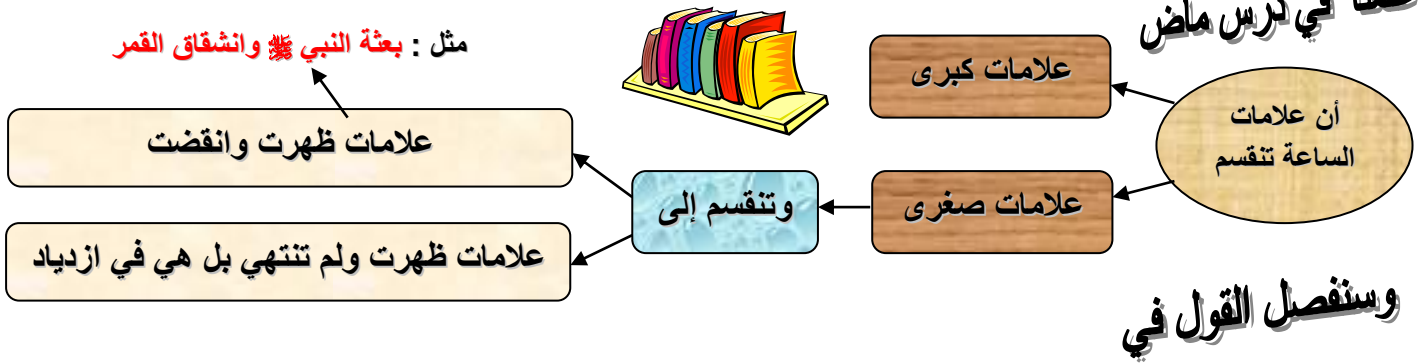 في درس ماض
أن علامات
الساعة تنقسم
علامات كبرى
علامات صغرى
وتنقسم إلى
مثل : بعثة النبي ﷺ وانشقاق القمر
علامات ظهرت وانقضت
علامات ظهرت ولم تنتهي بل هي في ازدياد
وسنفصل القول في